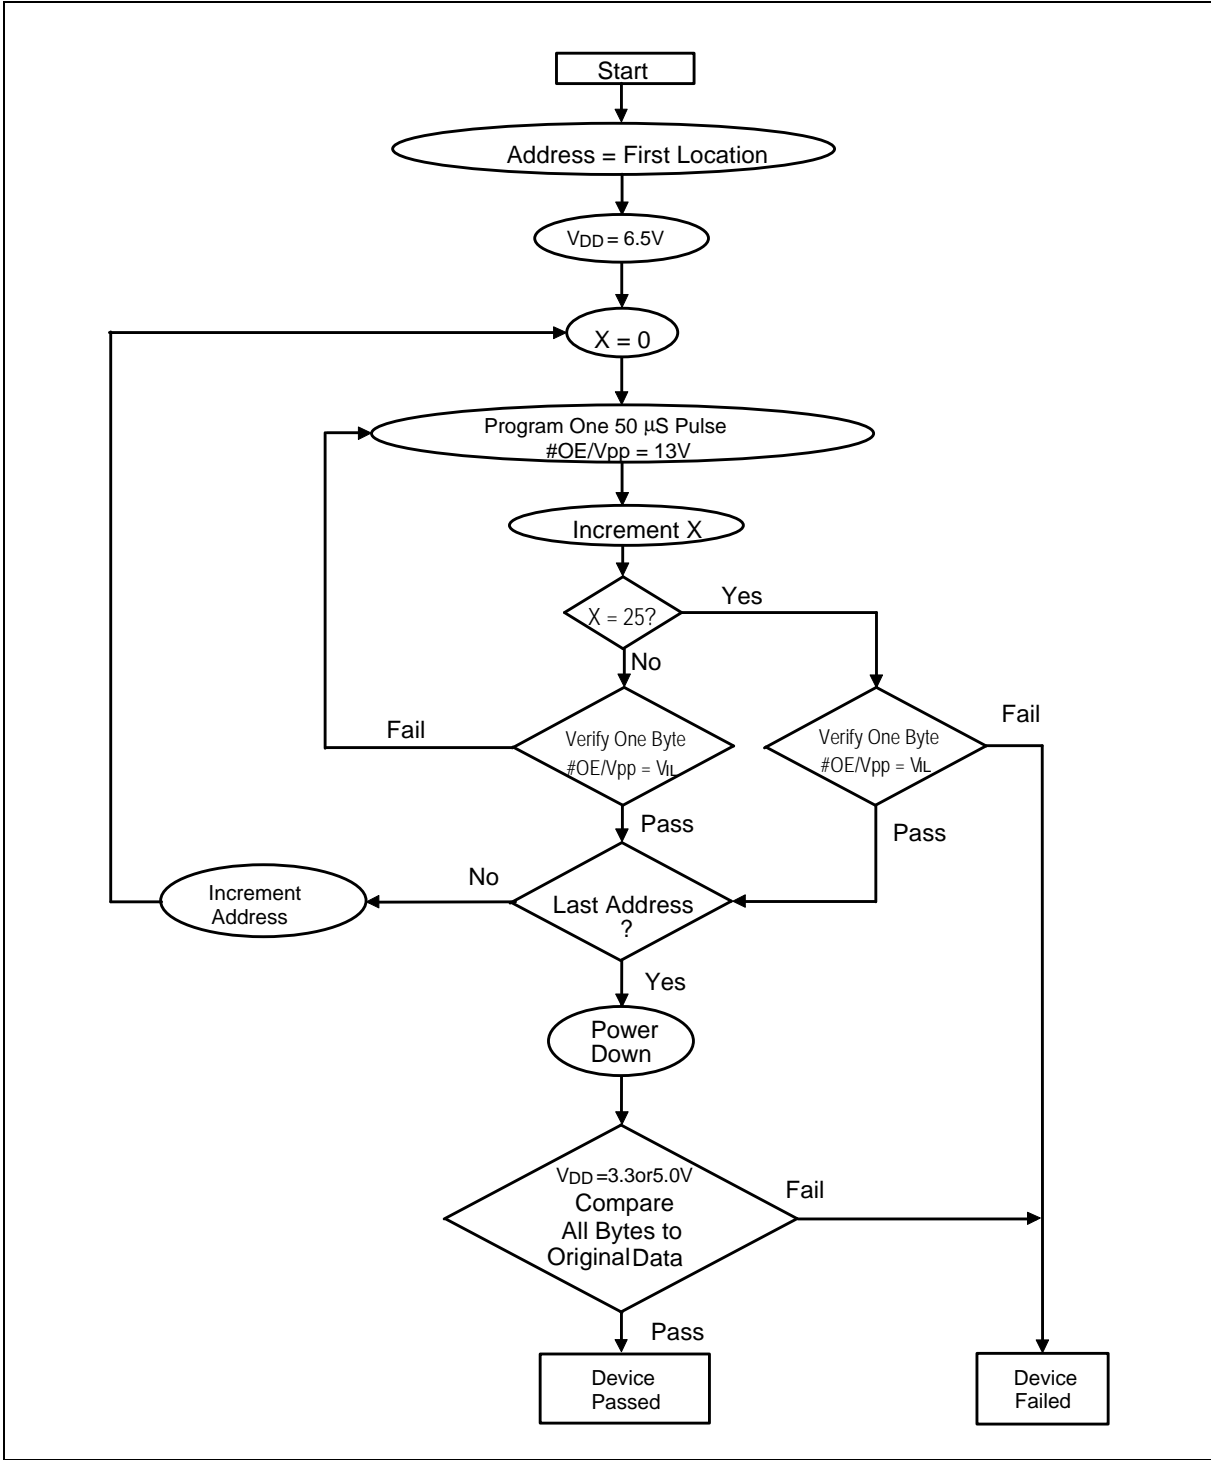 Start
Address = First Location
VDD = 6.5V
X = 0
Program One 50 µS Pulse
#OE/Vpp = 13V
Increment X
X = 25?
Yes
No
Fail
Verify One Byte
#OE/Vpp = VIL
Verify One Byte
#OE/Vpp = VIL
Fail
Pass
Pass
No
Increment
Address
Last Address
?
Yes
Power
Down
VDD =3.3or5.0V
Compare
All Bytes to
Original Data
Fail
Pass
Device
Passed
Device
Failed